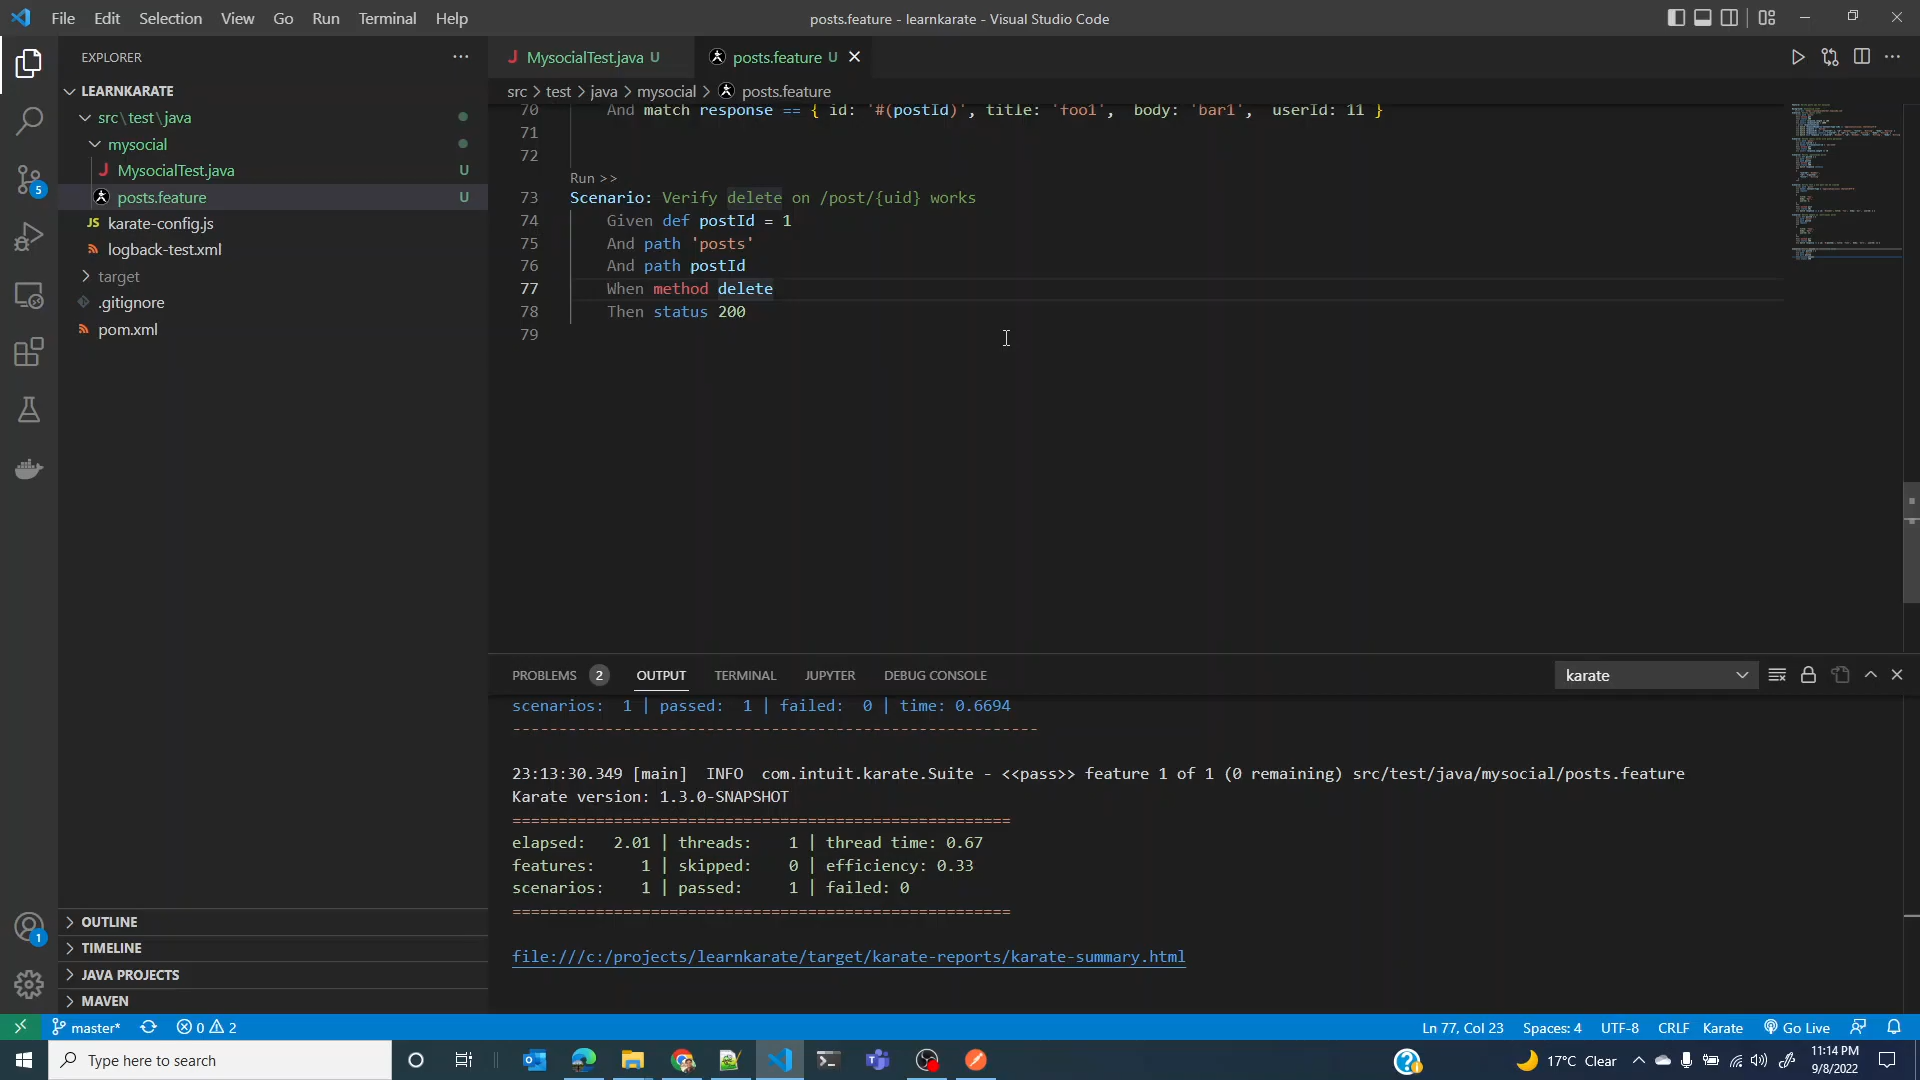 File Edit Selection View Go Run Terminal Help
posts.feature - learnkarate - Visual Studio Code
EXPLORER
LEARNKARATE
src\test\java
mysocial
MysocialTest.java U
posts.feature U
JS karate-config.js
logback-test.xml
target
.gitignore
pom.xml
OUTLINE
TIMELINE
JAVA PROJECTS
MAVEN
5
1
J MysocialTest.java U
posts.feature U
src > test > java > mysocial > posts.feature
70 And match response == { id: '#(postId)', title: 'foo1', body: 'bar1', userId: 11 }
71
72
Run >>
73 Scenario: Verify delete on /post/{uid} works
74 Given def postId = 1
75 And path 'posts'
76 And path postId
77 When method delete
78 Then status 200
79
PROBLEMS 2 OUTPUT TERMINAL JUPYTER DEBUG CONSOLE
karate
scenarios: 1 | passed: 1 | failed: 0 | time: 0.6694
---------------------------------------------------------
23:13:30.349 [main] INFO com.intuit.karate.Suite - <<pass>> feature 1 of 1 (0 remaining) src/test/java/mysocial/posts.feature
Karate version: 1.3.0-SNAPSHOT
======================================================
elapsed: 2.01 | threads: 1 | thread time: 0.67
features: 1 | skipped: 0 | efficiency: 0.33
scenarios: 1 | passed: 1 | failed: 0
======================================================
file:///c:/projects/learnkarate/target/karate-reports/karate-summary.html
master* 0 2
Ln 77, Col 23 Spaces: 4 UTF-8 CRLF Karate Go Live
Type here to search
17°C Clear
11:14 PM
9/8/2022